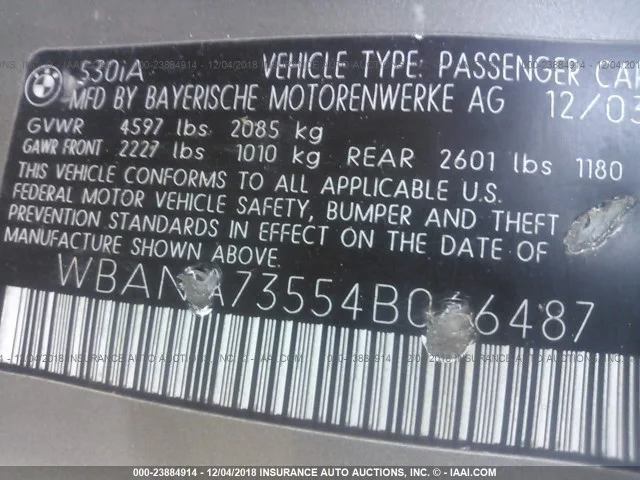 BMW 530iA VEHICLE TYPE: PASSENGER CAR
MFD BY BAYERISCHE MOTORENWERKE AG 12/03
GVWR 4597 lbs 2085 kg
GAWR FRONT 2227 lbs 1010 kg REAR 2601 lbs 1180
THIS VEHICLE CONFORMS TO ALL APPLICABLE U.S.
FEDERAL MOTOR VEHICLE SAFETY, BUMPER AND THEFT
PREVENTION STANDARDS IN EFFECT ON THE DATE OF
MANUFACTURE SHOWN ABOVE.
000-23884914 - 12/04/2018 INSURANCE AUTO AUCTIONS, INC. - IAAI.COM